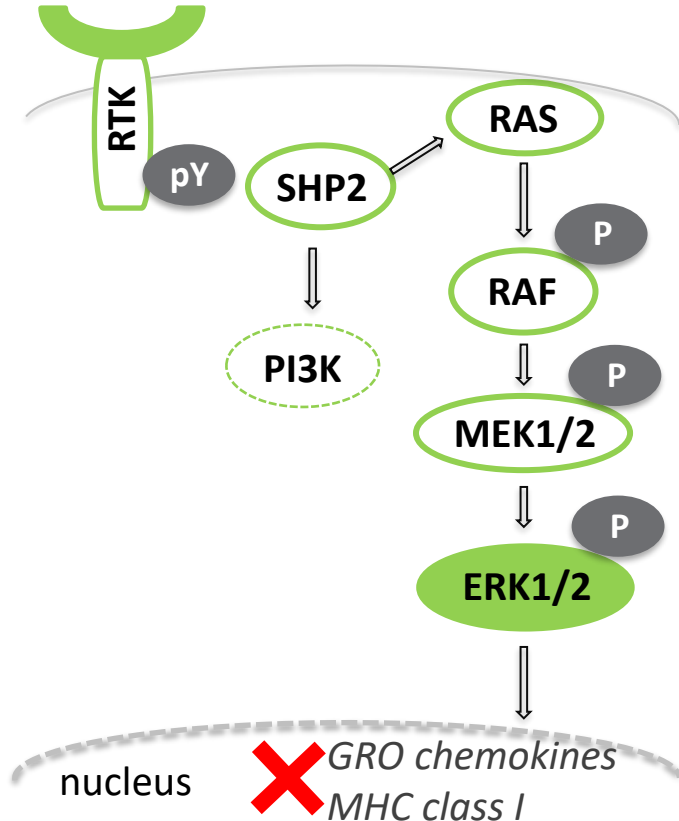 RTK
pY
SHP2
RAS
P
RAF
PI3K
P
MEK1/2
P
ERK1/2
nucleus
GRO chemokines
MHC class I